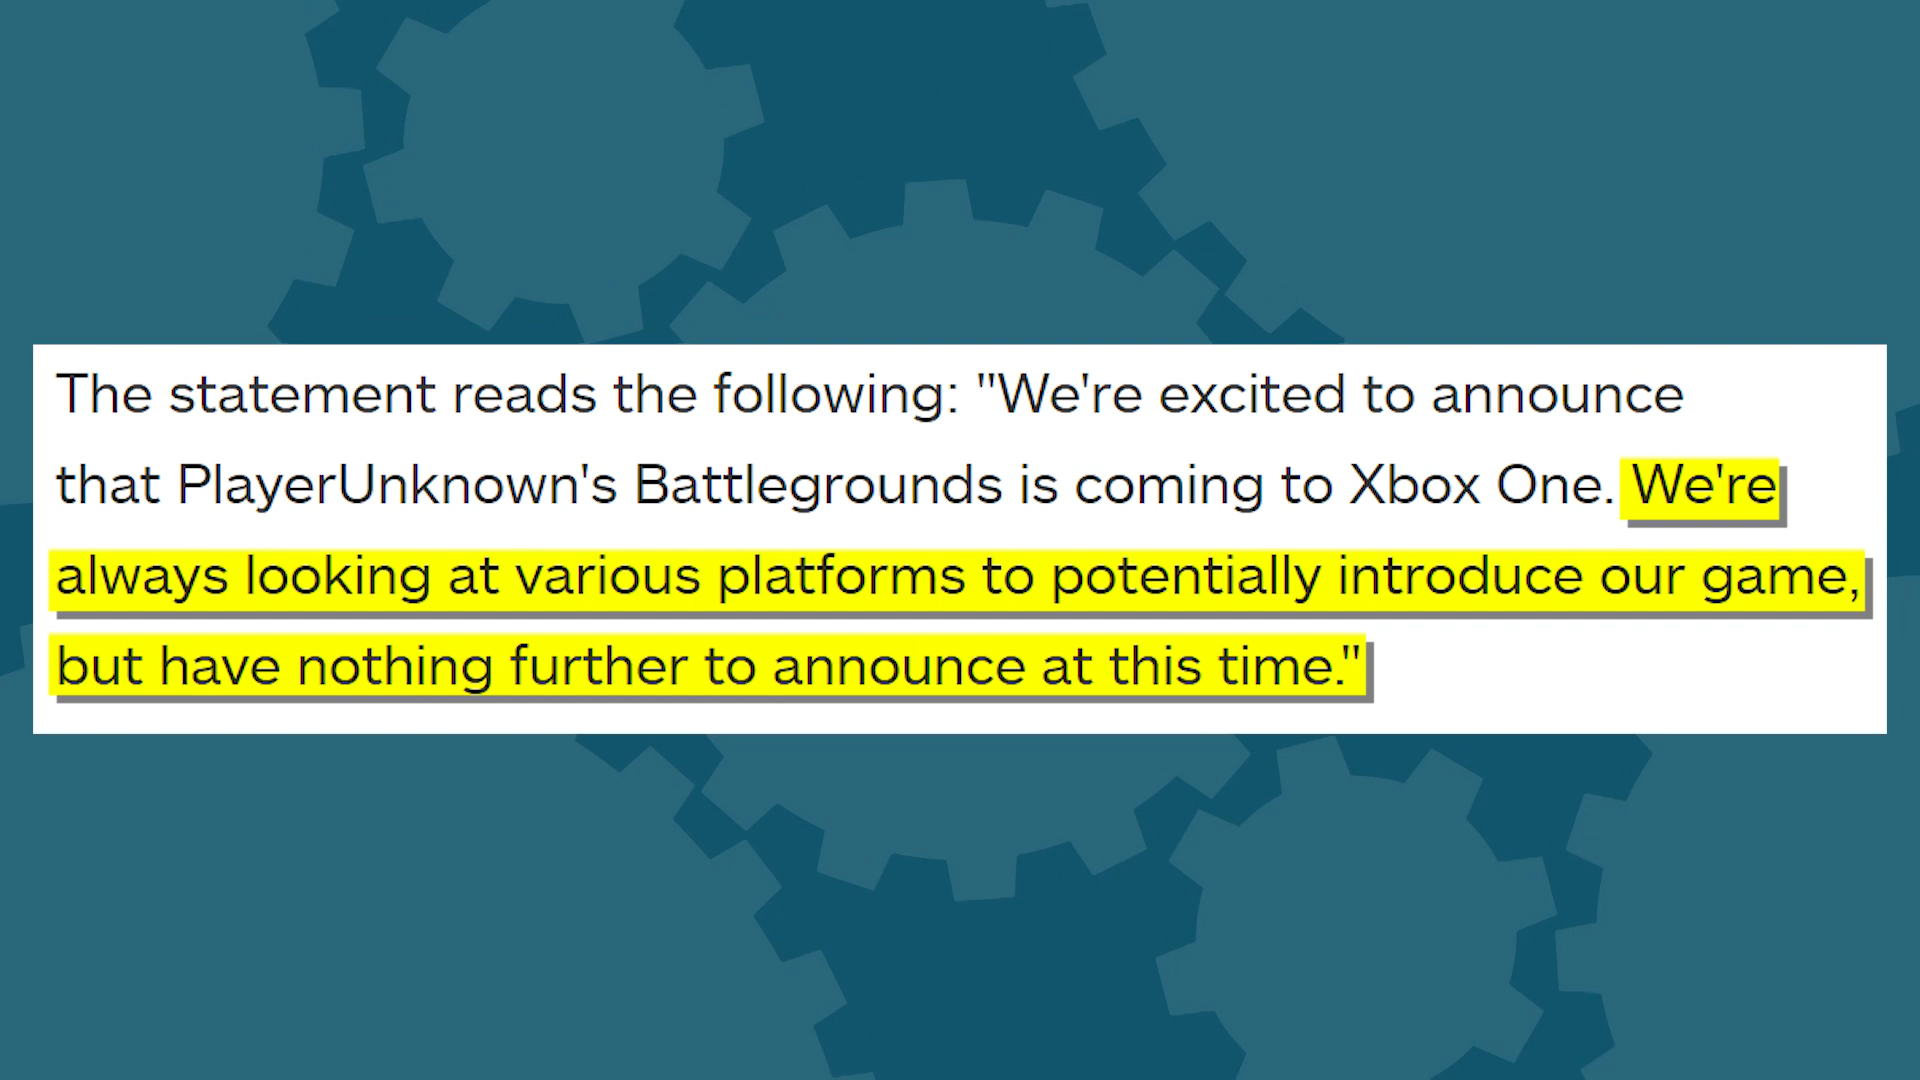 The statement reads the following: "We're excited to announce
that PlayerUnknown's Battlegrounds is coming to Xbox One. We're
always looking at various platforms to potentially introduce our game,
but have nothing further to announce at this time."